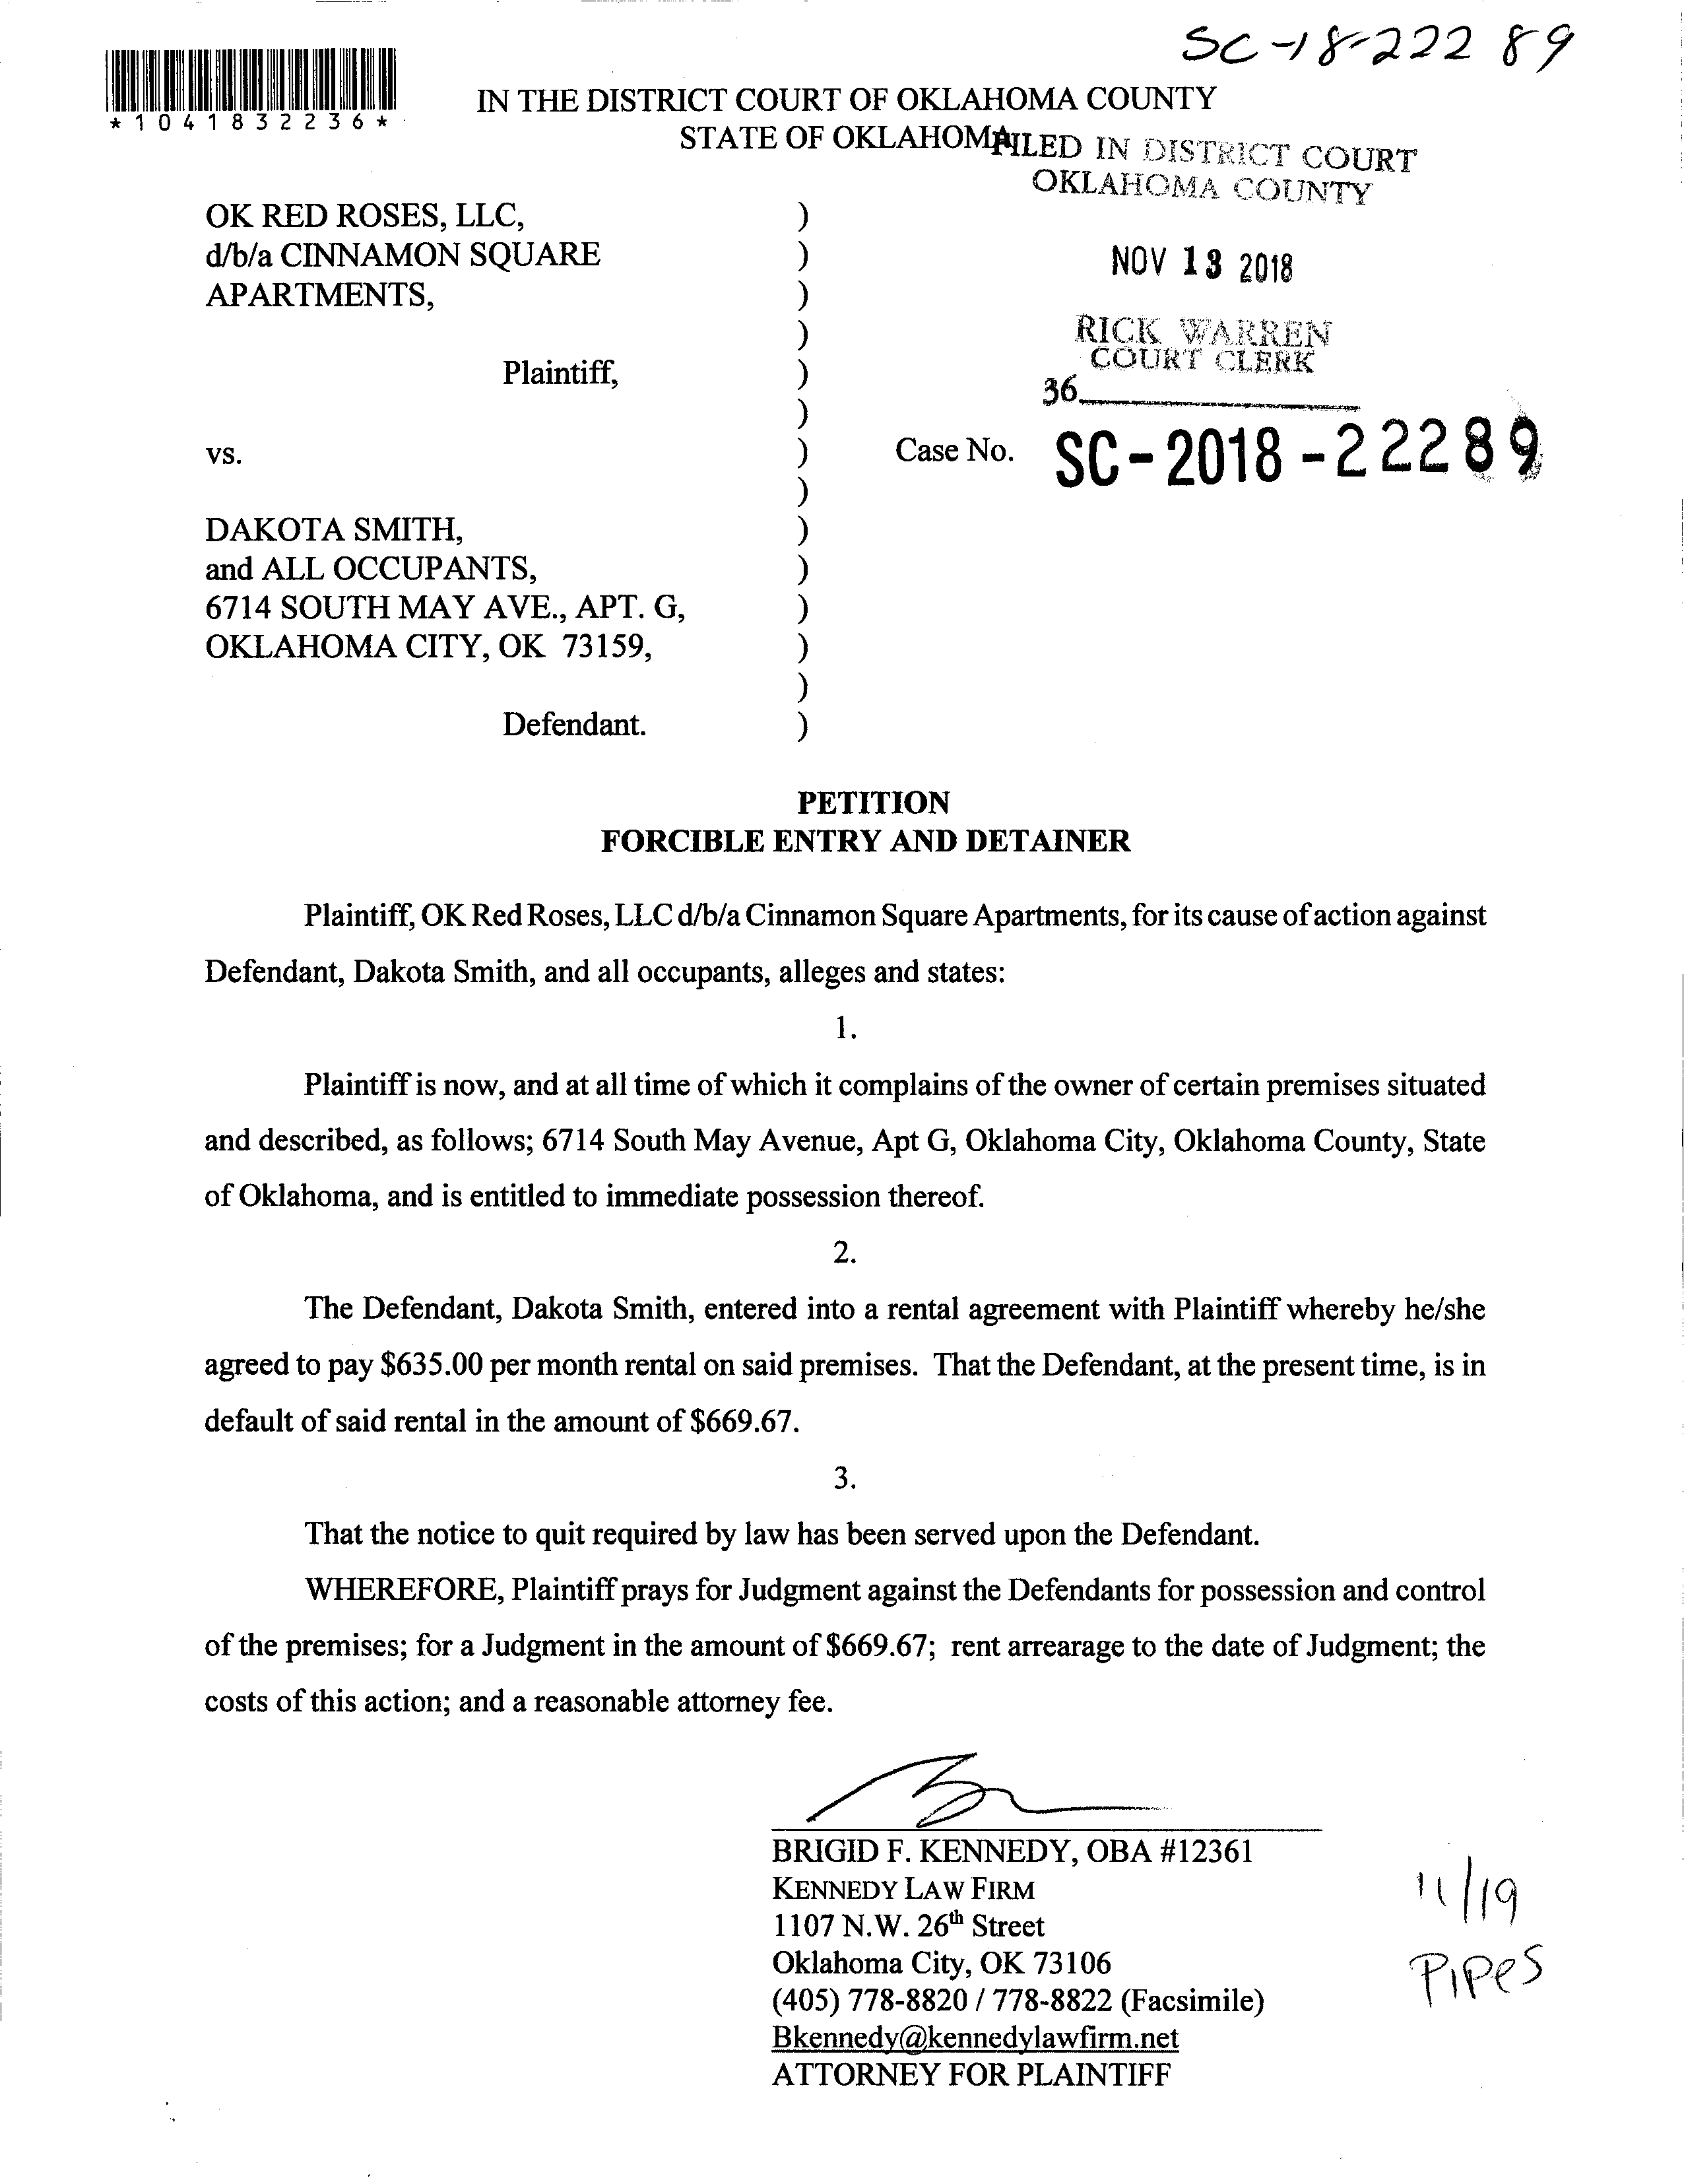 SC-18-22289
*1041832236*
IN THE DISTRICT COURT OF OKLAHOMA COUNTY
STATE OF OKLAHOMA
FILED IN DISTRICT COURT
OKLAHOMA COUNTY
OK RED ROSES, LLC, )
d/b/a CINNAMON SQUARE )
APARTMENTS, )
)
Plaintiff, )
)
NOV 13 2018
RICK WARREN
COURT CLERK
36
vs. ) Case No. SC-2018-22289
)
DAKOTA SMITH, )
and ALL OCCUPANTS, )
6714 SOUTH MAY AVE., APT. G, )
OKLAHOMA CITY, OK 73159, )
)
Defendant. )
PETITION
FORCIBLE ENTRY AND DETAINER
Plaintiff, OK Red Roses, LLC d/b/a Cinnamon Square Apartments, for its cause of action against
Defendant, Dakota Smith, and all occupants, alleges and states:
1.
Plaintiff is now, and at all time of which it complains of the owner of certain premises situated
and described, as follows; 6714 South May Avenue, Apt G, Oklahoma City, Oklahoma County, State
of Oklahoma, and is entitled to immediate possession thereof.
2.
The Defendant, Dakota Smith, entered into a rental agreement with Plaintiff whereby he/she
agreed to pay $635.00 per month rental on said premises. That the Defendant, at the present time, is in
default of said rental in the amount of $669.67.
3.
That the notice to quit required by law has been served upon the Defendant.
WHEREFORE, Plaintiff prays for Judgment against the Defendants for possession and control
of the premises; for a Judgment in the amount of $669.67; rent arrearage to the date of Judgment; the
costs of this action; and a reasonable attorney fee.
BRIGID F. KENNEDY, OBA #12361
KENNEDY LAW FIRM
1107 N.W. 26th Street
Oklahoma City, OK 73106
(405) 778-8820 / 778-8822 (Facsimile)
Bkennedy@kennedylawfirm.net
ATTORNEY FOR PLAINTIFF
11/19
PIPES